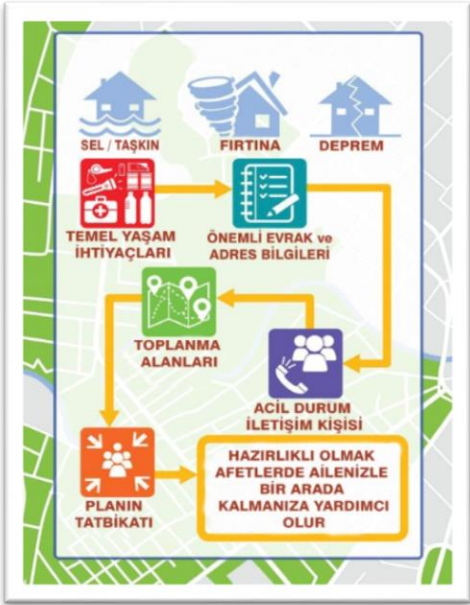 SEL / TAŞKIN
FIRTINA
DEPREM
TEMEL YAŞAM
İHTİYAÇLARI
ÖNEMLİ EVRAK ve
ADRES BİLGİLERİ
TOPLANMA
ALANLARI
ACİL DURUM
İLETİŞİM KİŞİSİ
PLANIN
TATBİKATI
HAZIRLIKLI OLMAK
AFETLERDE AİLENİZLE
BİR ARADA
KALMANIZA YARDIMCI
OLUR